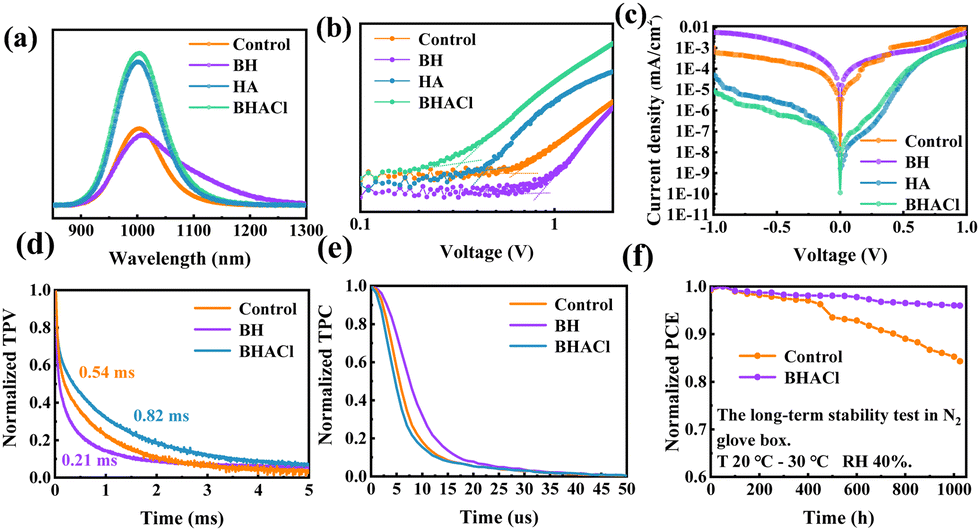 (a)
Control
BH
HA
BHACl
900 1000 1100 1200 1300
Wavelength (nm)
(b)
Control
BH
HA
BHACl
0.1 1
Voltage (V)
(c)
Current density (mA/cm²)
0.01
1E-3
1E-4
1E-5
1E-6
1E-7
1E-8
1E-9
1E-10
1E-11
Control
BH
HA
BHACl
-1.0 -0.5 0.0 0.5 1.0
Voltage (V)
(d)
Normalized TPV
1.0
0.8
0.6
0.4
0.2
0.0
Control
BH
BHACl
0.54 ms
0.82 ms
0.21 ms
0 1 2 3 4 5
Time (ms)
(e)
Normalized TPC
1.0
0.8
0.6
0.4
0.2
0.0
Control
BH
BHACl
0 5 10 15 20 25 30 35 40 45 50
Time (us)
(f)
Normalized PCE
1.0
0.9
0.8
0.7
0.6
Control
BHACl
The long-term stability test in N₂
glove box.
T 20 °C - 30 °C RH 40%.
0 200 400 600 800 1000
Time (h)